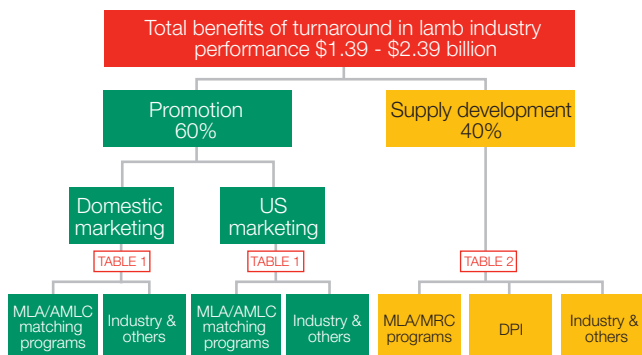 Total benefits of turnaround in lamb industry
performance $1.39 - $2.39 billion
Promotion
60%
Supply development
40%
Domestic
marketing
US
marketing
TABLE 1
TABLE 1
TABLE 2
MLA/AMLC
matching
programs
Industry &
others
MLA/AMLC
matching
programs
Industry &
others
MLA/MRC
programs
DPI
Industry &
others